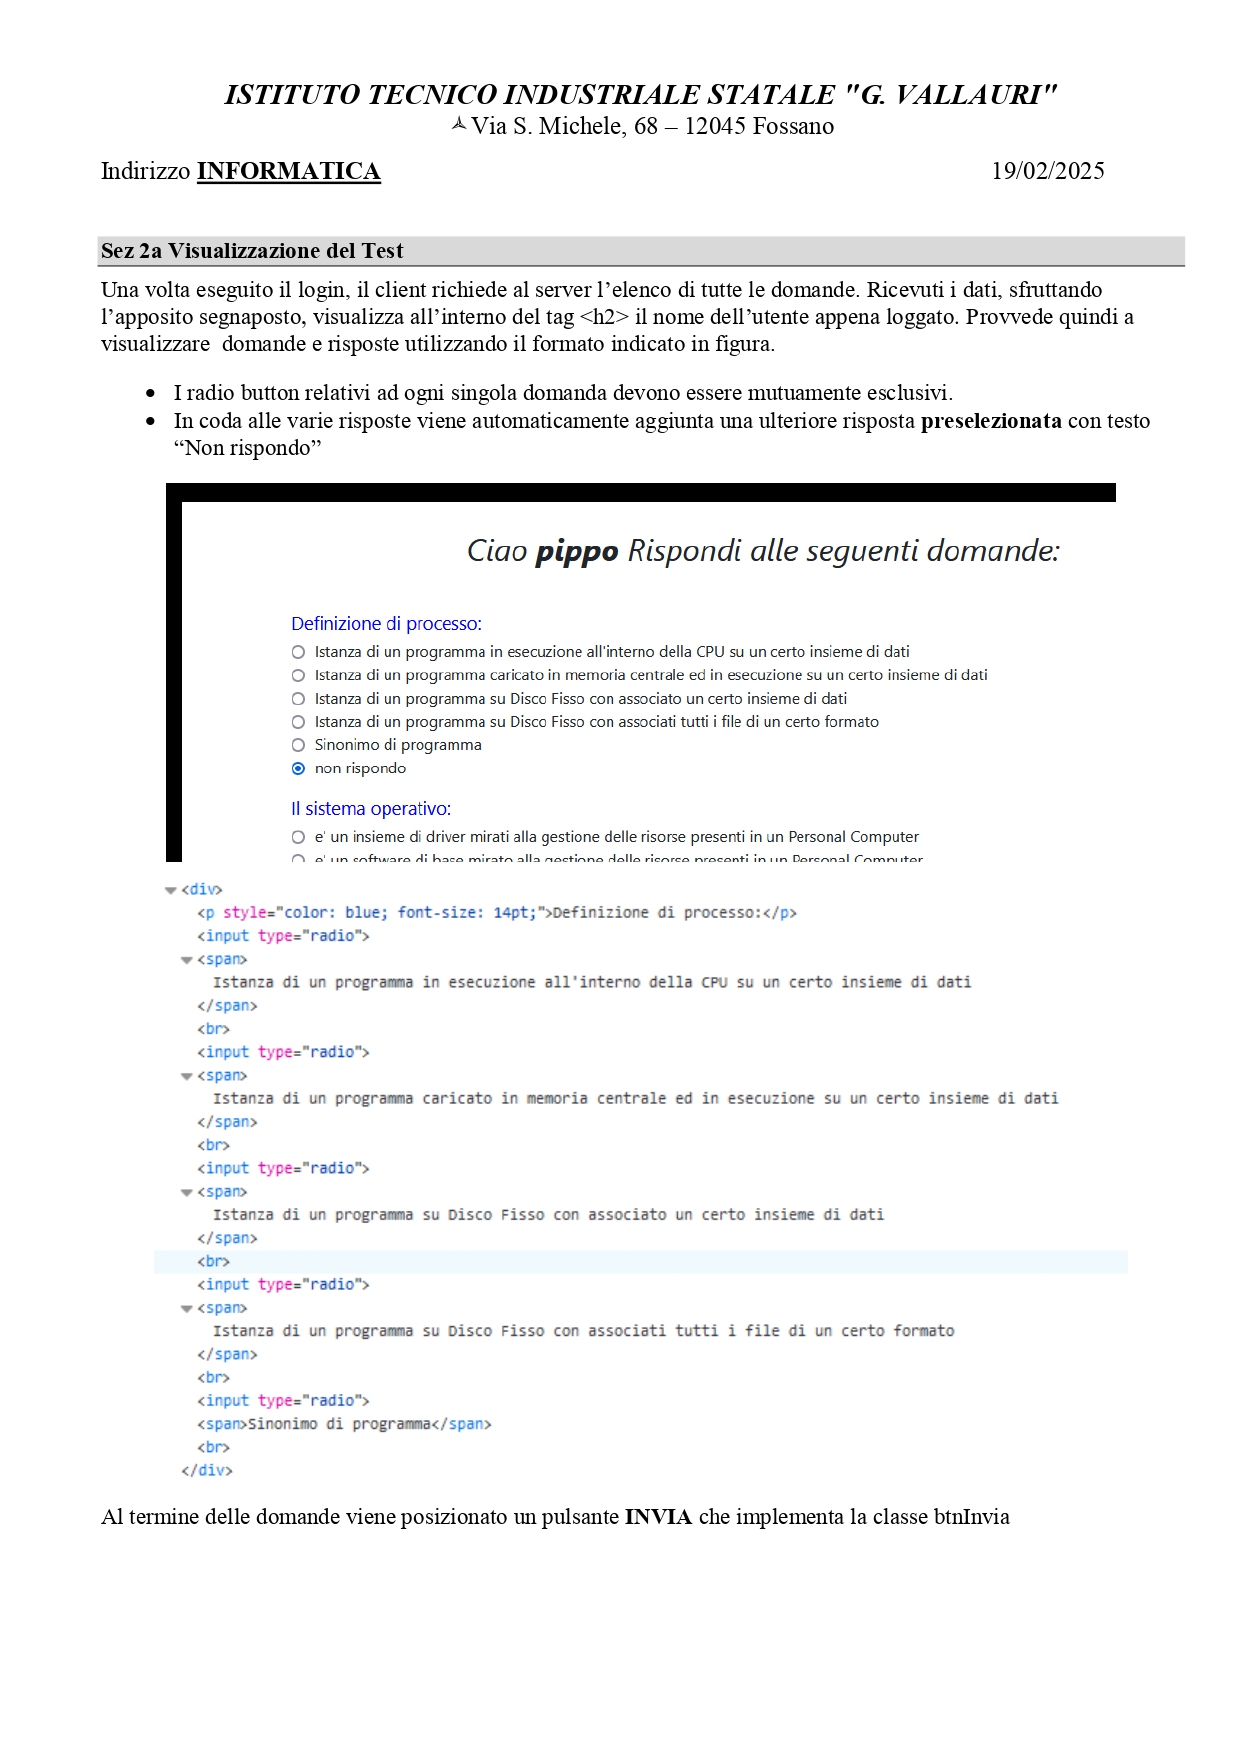 ISTITUTO TECNICO INDUSTRIALE STATALE "G. VALLAURI"
Via S. Michele, 68 – 12045 Fossano
Indirizzo INFORMATICA 19/02/2025
Sez 2a Visualizzazione del Test
Una volta eseguito il login, il client richiede al server l’elenco di tutte le domande. Ricevuti i dati, sfruttando
l’apposito segnaposto, visualizza all’interno del tag <h2> il nome dell’utente appena loggato. Provvede quindi a
visualizzare domande e risposte utilizzando il formato indicato in figura.
• I radio button relativi ad ogni singola domanda devono essere mutuamente esclusivi.
• In coda alle varie risposte viene automaticamente aggiunta una ulteriore risposta preselezionata con testo
“Non rispondo”
Ciao pippo Rispondi alle seguenti domande:
Definizione di processo:
Istanza di un programma in esecuzione all'interno della CPU su un certo insieme di dati
Istanza di un programma caricato in memoria centrale ed in esecuzione su un certo insieme di dati
Istanza di un programma su Disco Fisso con associato un certo insieme di dati
Istanza di un programma su Disco Fisso con associati tutti i file di un certo formato
Sinonimo di programma
non rispondo
Il sistema operativo:
e' un insieme di driver mirati alla gestione delle risorse presenti in un Personal Computer
e' un software di base mirato alla gestione delle risorse presenti in un Personal Computer
<div>
<p style="color: blue; font-size: 14pt;">Definizione di processo:</p>
<input type="radio">
<span>
Istanza di un programma in esecuzione all'interno della CPU su un certo insieme di dati
</span>
<br>
<input type="radio">
<span>
Istanza di un programma caricato in memoria centrale ed in esecuzione su un certo insieme di dati
</span>
<br>
<input type="radio">
<span>
Istanza di un programma su Disco Fisso con associato un certo insieme di dati
</span>
<br>
<input type="radio">
<span>
Istanza di un programma su Disco Fisso con associati tutti i file di un certo formato
</span>
<br>
<input type="radio">
<span>Sinonimo di programma</span>
<br>
</div>
Al termine delle domande viene posizionato un pulsante INVIA che implementa la classe btnInvia